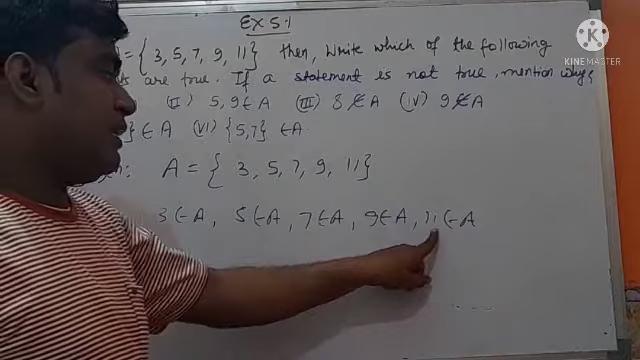 Ex 5.1
KINEMASTER
= { 3, 5, 7, 9, 11} then, Write which of the following
are true. If a statement is not true, mention why
(II) 5, 9 ∈ A (III) 8 ∉ A (IV) 9 ∉ A
} ∈ A (VI) {5,7} ∈ A
A = { 3, 5, 7, 9, 11}
3 ∈ A, 5 ∈ A, 7 ∈ A, 9 ∈ A, 11 ∈ A